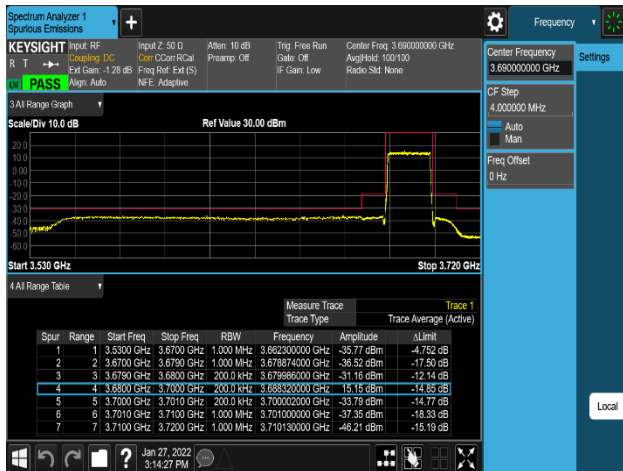 Spectrum Analyzer 1
Spurious Emissions
Frequency
KEYSIGHT Input: RF Input Z: 50 Ω Atten: 10 dB Trig: Free Run Center Freq: 3.690000000 GHz
R T Coupling: DC Corr CCorr RCal Preamp: Off Gate: Off Avg|Hold: 100/100
Ext Gain: -1.28 dB Freq Ref: Ext (S) IF Gain: Low Radio Std: None
PASS Align: Auto NFE: Adaptive
Center Frequency
3.690000000 GHz
Settings
CF Step
4.000000 MHz
Auto
Man
Freq Offset
0 Hz
3 All Range Graph
Scale/Div 10.0 dB Ref Value 30.00 dBm
20.0
10.0
0.00
-10.0
-20.0
-30.0
-40.0
-50.0
-60.0
Start 3.530 GHz Stop 3.720 GHz
4 All Range Table
Measure Trace Trace 1
Trace Type Trace Average (Active)
Spur Range Start Freq Stop Freq RBW Frequency Amplitude ΔLimit
1 1 3.5300 GHz 3.6700 GHz 1.000 MHz 3.662300000 GHz -35.77 dBm -4.752 dB
2 2 3.6700 GHz 3.6790 GHz 1.000 MHz 3.678874000 GHz -36.52 dBm -17.50 dB
3 3 3.6790 GHz 3.6800 GHz 200.0 kHz 3.679986000 GHz -31.16 dBm -12.14 dB
4 4 3.6800 GHz 3.7000 GHz 200.0 kHz 3.688320000 GHz 15.15 dBm -14.85 dB
5 5 3.7000 GHz 3.7010 GHz 200.0 kHz 3.700002000 GHz -33.79 dBm -14.77 dB
6 6 3.7010 GHz 3.7100 GHz 1.000 MHz 3.701000000 GHz -37.35 dBm -18.33 dB
7 7 3.7100 GHz 3.7200 GHz 1.000 MHz 3.710130000 GHz -46.21 dBm -15.19 dB
Local
Jan 27, 2022
3:14:27 PM